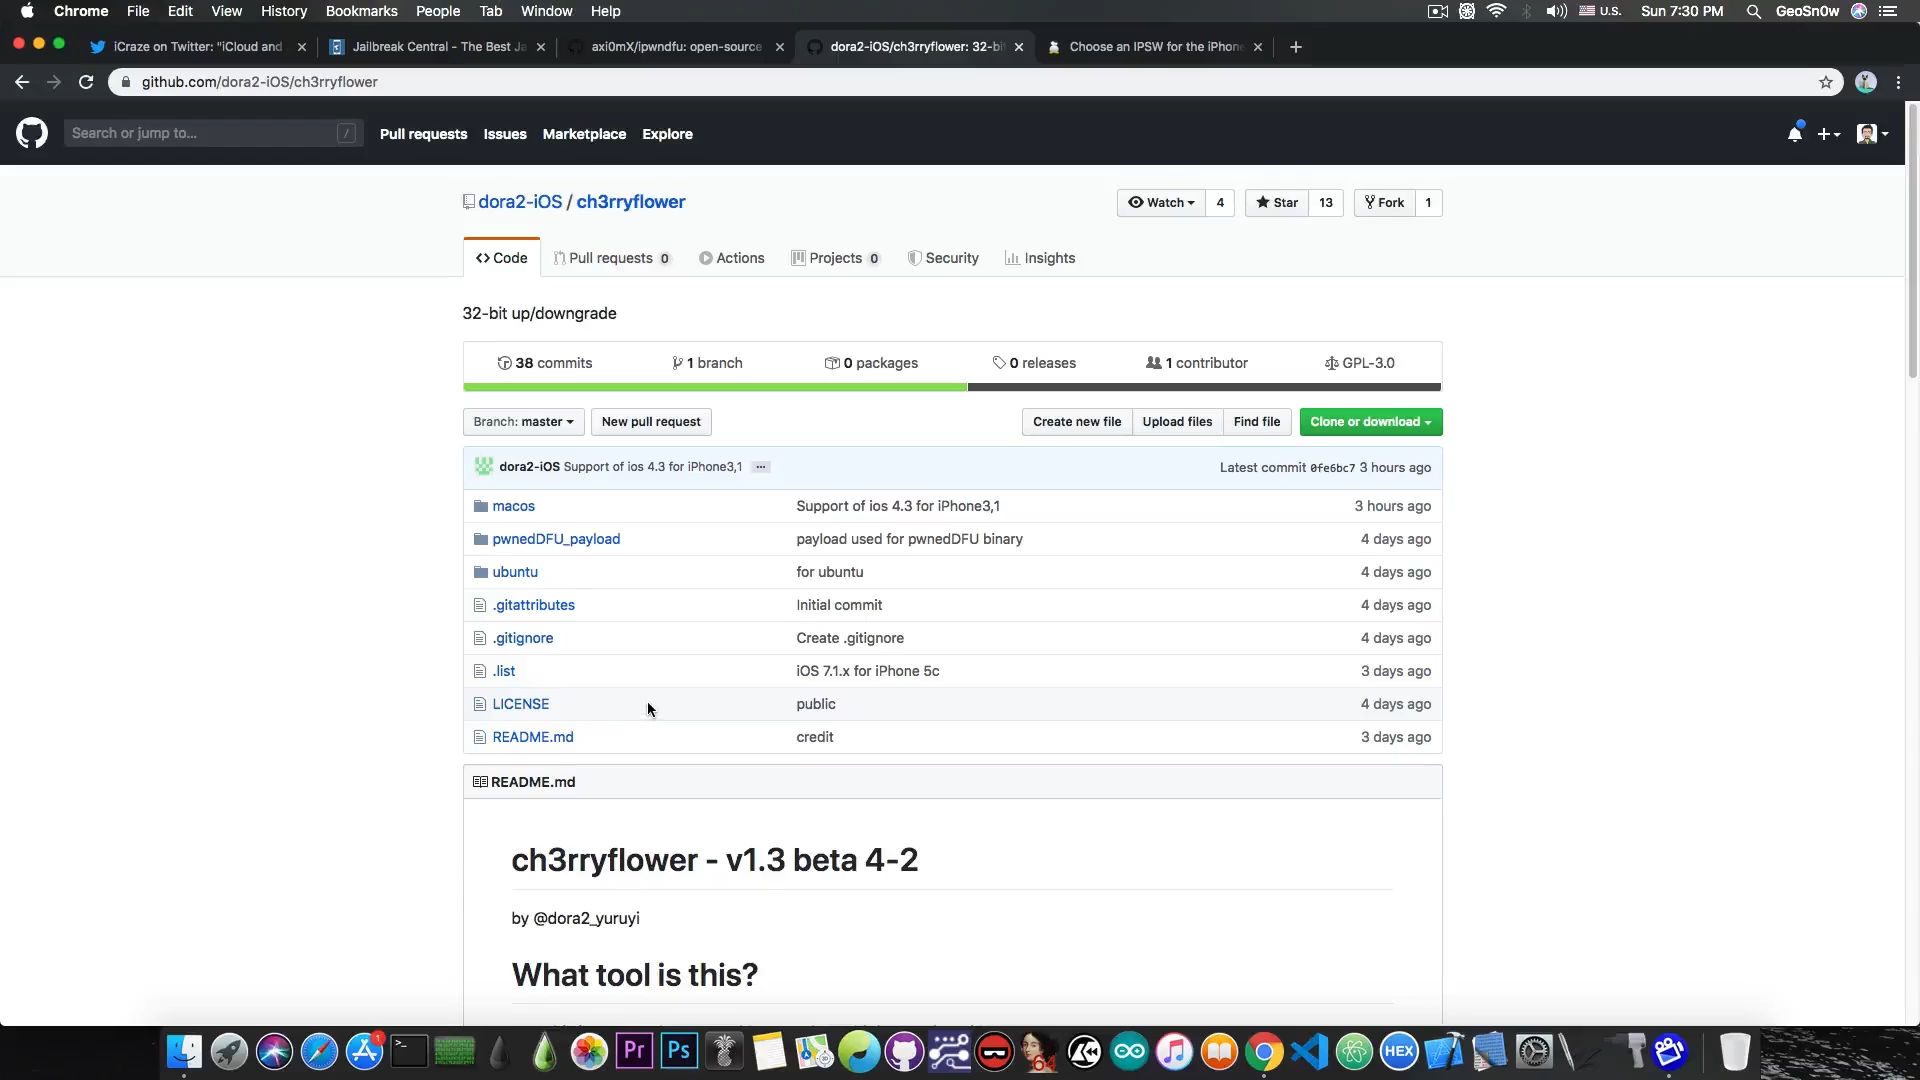 Chrome File Edit View History Bookmarks People Tab Window Help U.S. Sun 7:30 PM GeoSn0w
iCraze on Twitter: "iCloud and Jailbreak Central - The Best Ja axi0mX/ipwndfu: open-source dora2-iOS/ch3rryflower: 32-bi Choose an IPSW for the iPhone
github.com/dora2-iOS/ch3rryflower
Search or jump to... / Pull requests Issues Marketplace Explore
dora2-iOS / ch3rryflower Watch 4 Star 13 Fork 1
<> Code Pull requests 0 Actions Projects 0 Security Insights
32-bit up/downgrade
38 commits 1 branch 0 packages 0 releases 1 contributor GPL-3.0
Branch: master New pull request Create new file Upload files Find file Clone or download
dora2-iOS Support of ios 4.3 for iPhone3,1 ... Latest commit 0fe6bc7 3 hours ago
macos Support of ios 4.3 for iPhone3,1 3 hours ago
pwnedDFU_payload payload used for pwnedDFU binary 4 days ago
ubuntu for ubuntu 4 days ago
.gitattributes Initial commit 4 days ago
.gitignore Create .gitignore 4 days ago
.list iOS 7.1.x for iPhone 5c 3 days ago
LICENSE public 4 days ago
README.md credit 3 days ago
README.md
ch3rryflower - v1.3 beta 4-2
by @dora2_yuruyi
What tool is this?
1 >_ Pr Ps 64 HEX